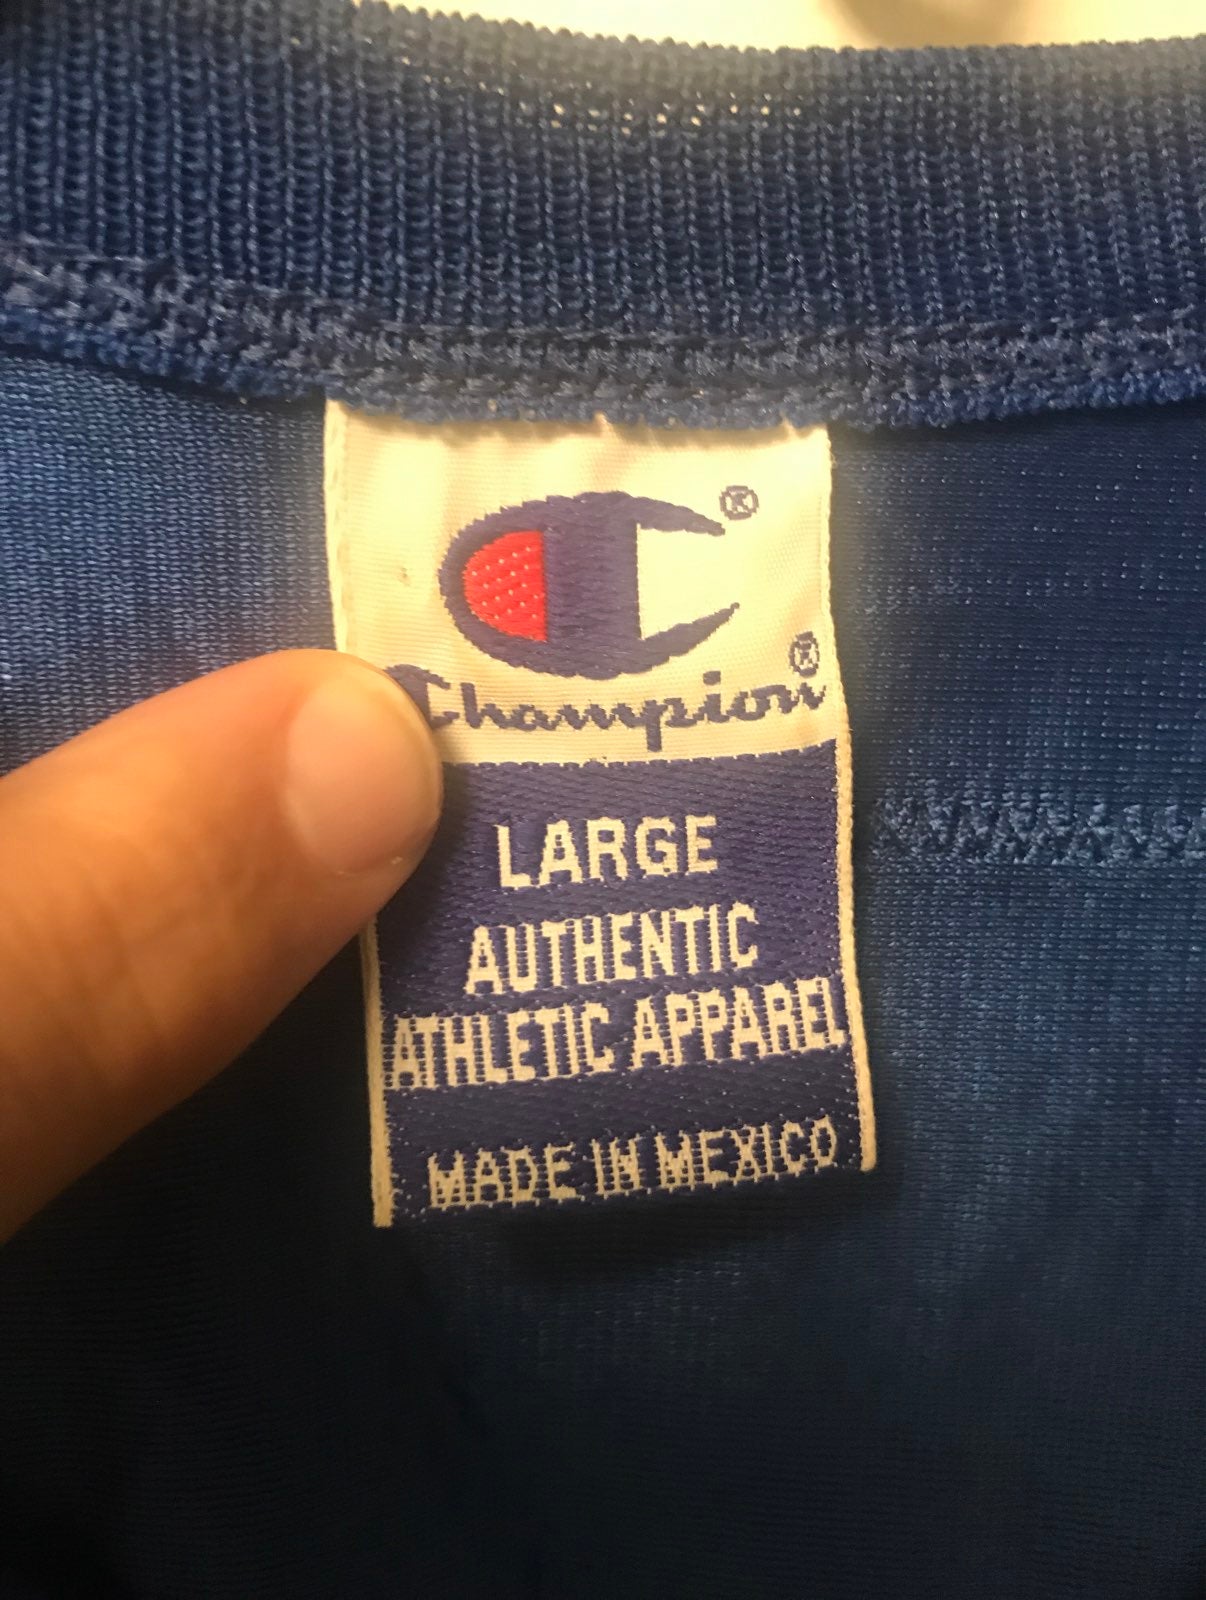 ®
Champion®
LARGE
AUTHENTIC
ATHLETIC APPAREL
MADE IN MEXICO